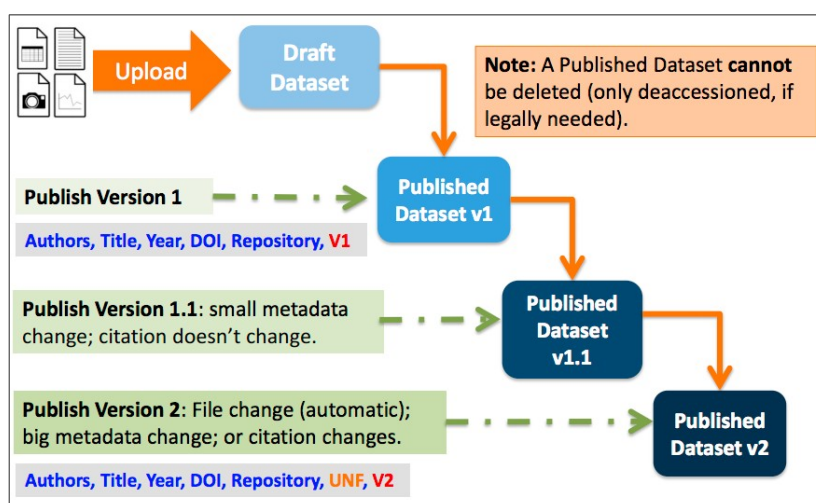 Upload
Draft
Dataset
Note: A Published Dataset cannot
be deleted (only deaccessioned, if
legally needed).
Publish Version 1
Published
Dataset v1
Authors, Title, Year, DOI, Repository, V1
Publish Version 1.1: small metadata
change; citation doesn’t change.
Published
Dataset
v1.1
Publish Version 2: File change (automatic);
big metadata change; or citation changes.
Published
Dataset v2
Authors, Title, Year, DOI, Repository, UNF, V2